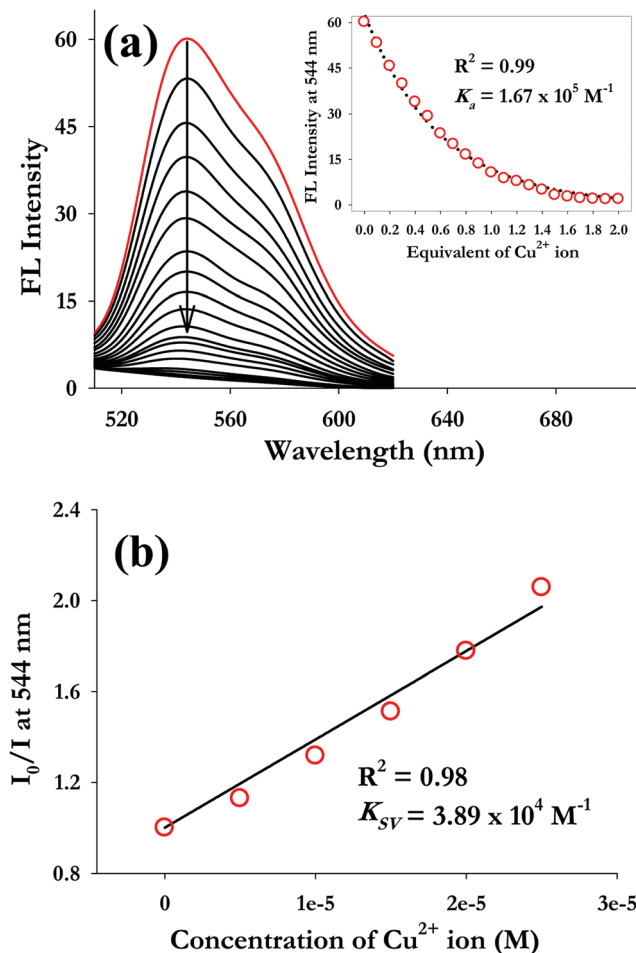 (a)
FL Intensity
60
45
30
15
0
520
560
600
640
680
Wavelength (nm)
FL Intensity at 544 nm
60
45
30
15
0
R² = 0.99
Kₐ = 1.67 x 10⁵ M⁻¹
0.0 0.2 0.4 0.6 0.8 1.0 1.2 1.4 1.6 1.8 2.0
Equivalent of Cu²⁺ ion
(b)
I₀/I at 544 nm
2.4
2.0
1.6
1.2
0.8
R² = 0.98
K_SV = 3.89 x 10⁴ M⁻¹
0
1e-5
2e-5
3e-5
Concentration of Cu²⁺ ion (M)